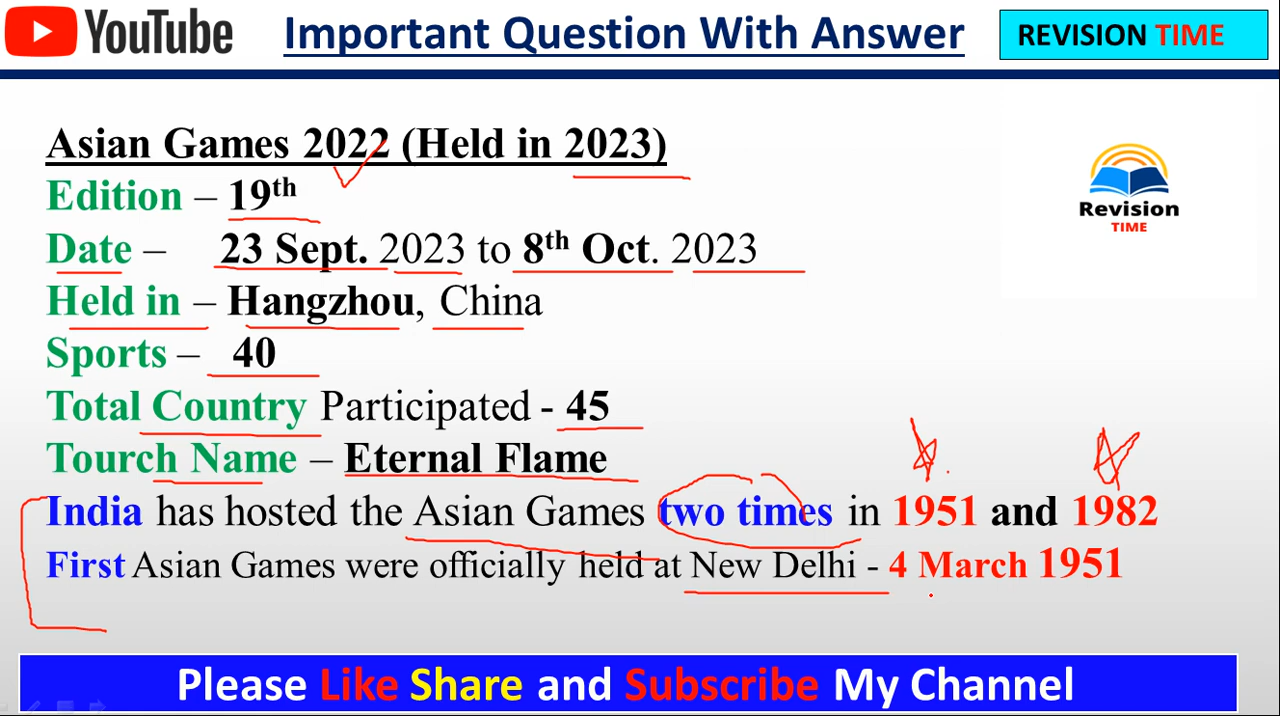 YouTube Important Question With Answer REVISION TIME
Asian Games 2022 (Held in 2023)
Edition – 19th
Date – 23 Sept. 2023 to 8th Oct. 2023
Held in – Hangzhou, China
Sports – 40
Total Country Participated - 45
Tourch Name – Eternal Flame
India has hosted the Asian Games two times in 1951 and 1982
First Asian Games were officially held at New Delhi - 4 March 1951
Revision
TIME
Please Like Share and Subscribe My Channel